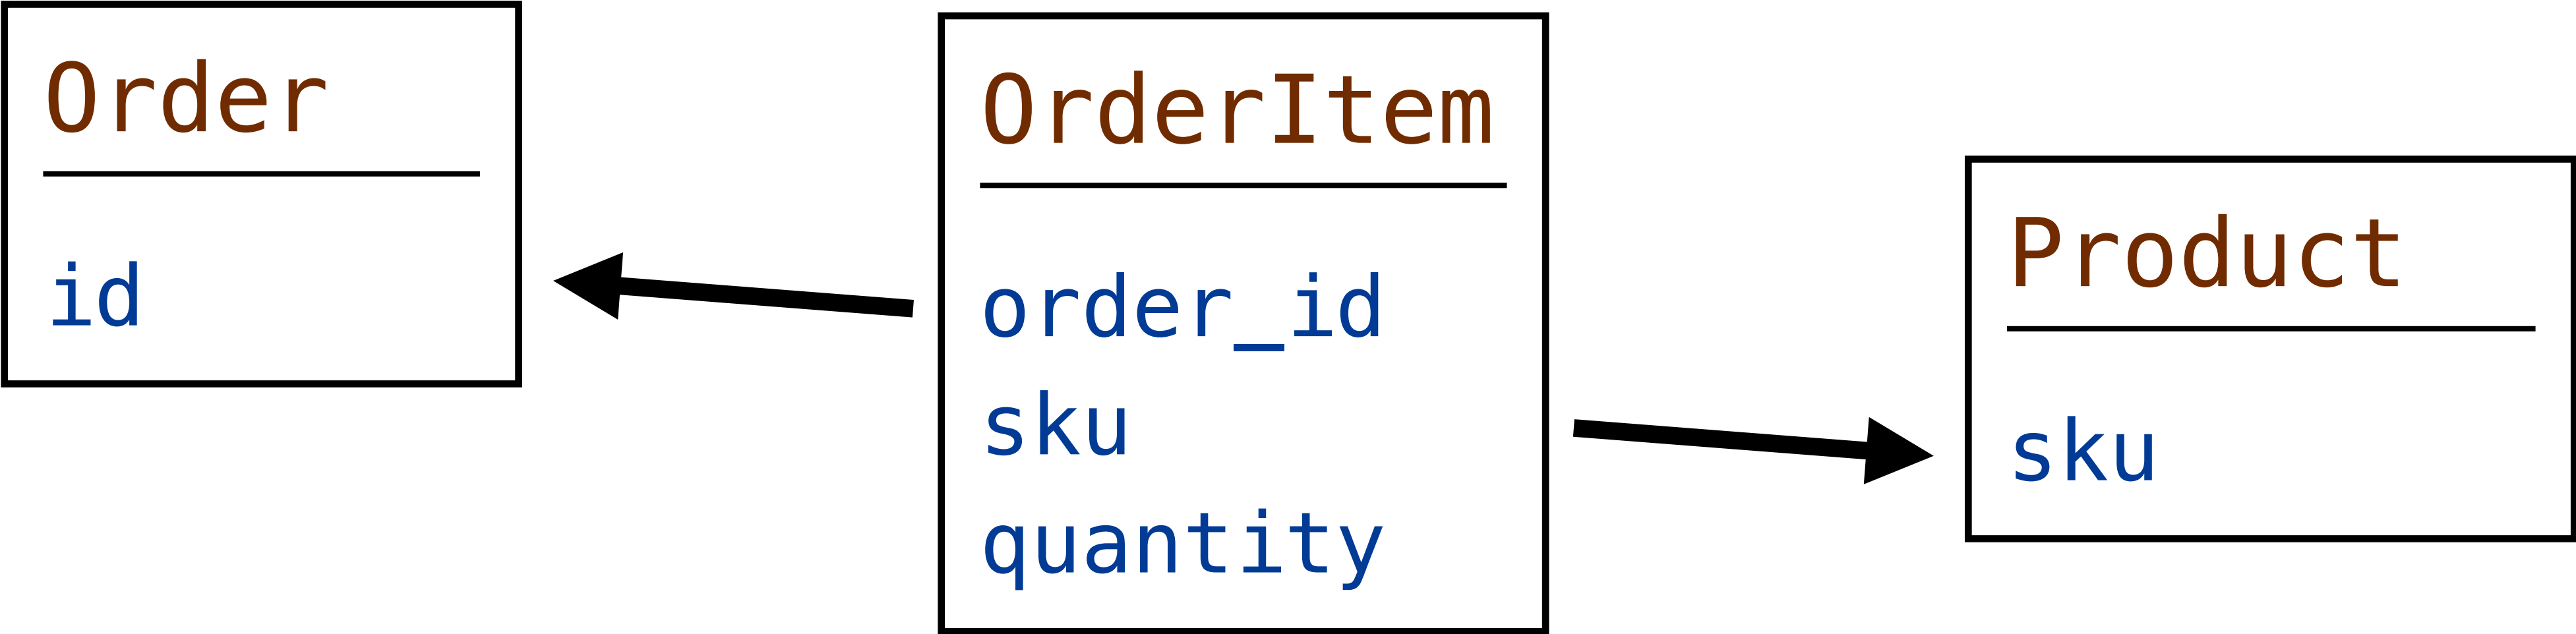 Order
id
OrderItem
order_id
sku
quantity
Product
sku